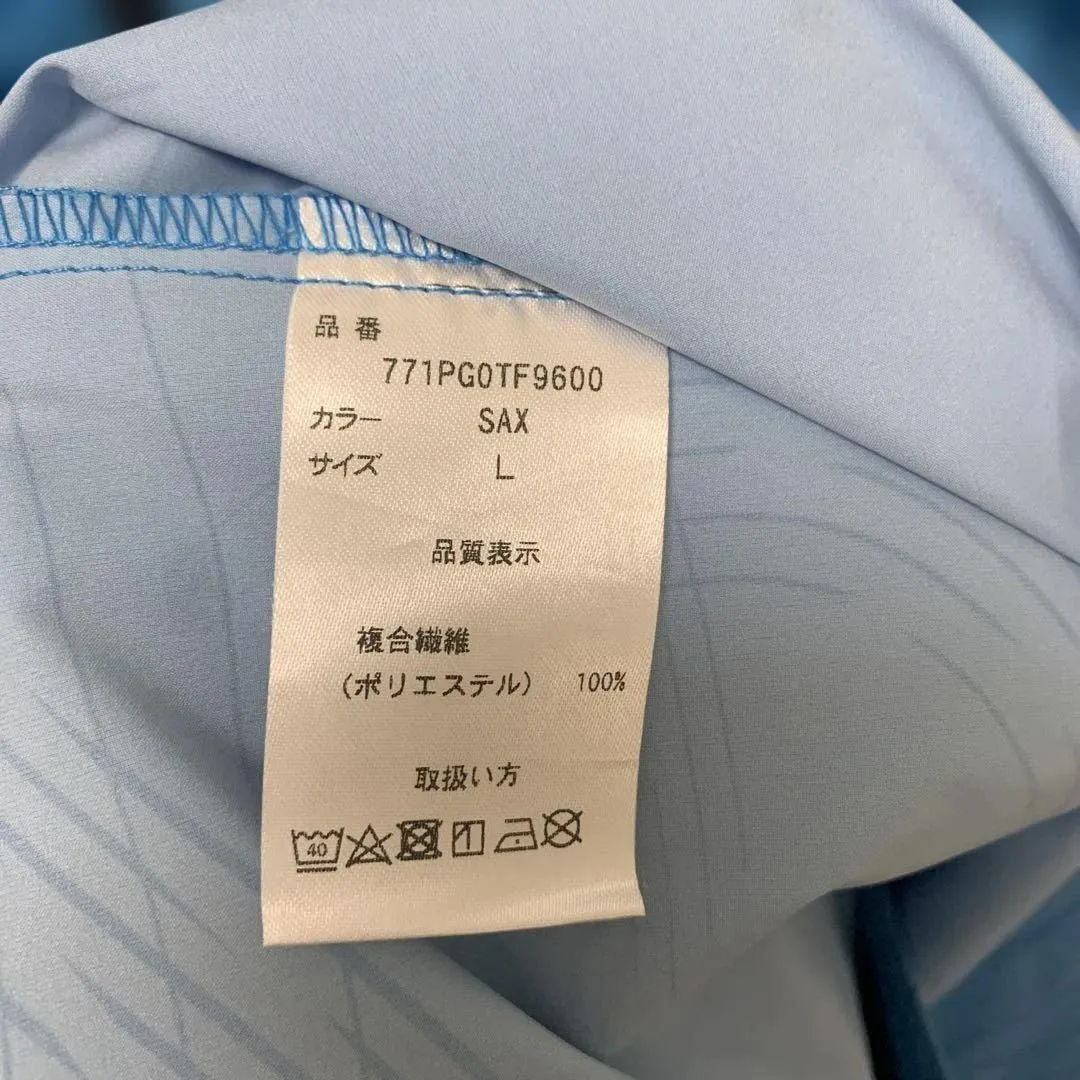 品番
771PG0TF9600
カラー SAX
サイズ L
品質表示
複合繊維
(ポリエステル) 100%
取扱い方
40